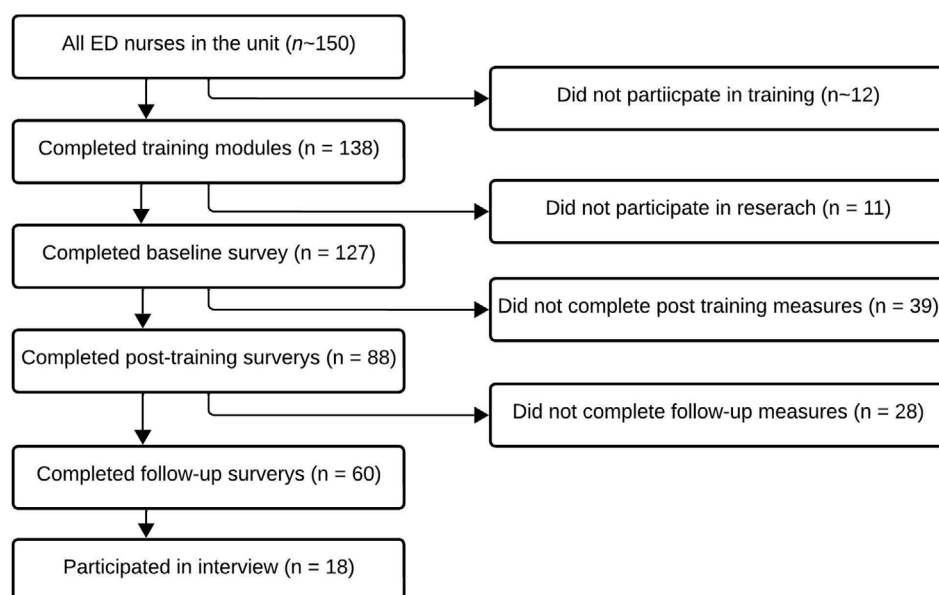 All ED nurses in the unit (n~150)
Did not partiicpate in training (n~12)
Completed training modules (n = 138)
Did not participate in reserach (n = 11)
Completed baseline survey (n = 127)
Did not complete post training measures (n = 39)
Completed post-training surverys (n = 88)
Did not complete follow-up measures (n = 28)
Completed follow-up surverys (n = 60)
Participated in interview (n = 18)